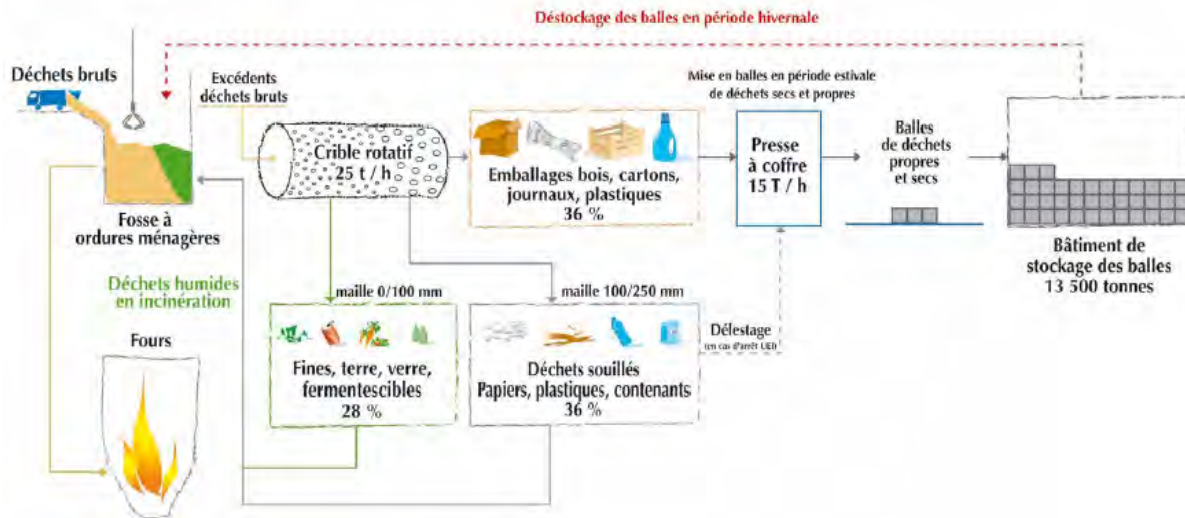 Déstockage des balles en période hivernale
Déchets bruts
Excédents
déchets bruts
Mise en balles en période estivale
de déchets secs et propres
Crible rotatif
25 t / h
Emballages bois, cartons,
journaux, plastiques
36 %
Presse
à coffre
15 T / h
Balles
de déchets
propres
et secs
Fosse à
ordures ménagères
Bâtiment de
stockage des balles
13 500 tonnes
Déchets humides
en incinération
maille 0/100 mm
maille 100/250 mm
Fours
Fines, terre, verre,
fermentescibles
28 %
Déchets souillés
Papiers, plastiques, contenants
36 %
Délestage
(en cas d'arrêt UEI)